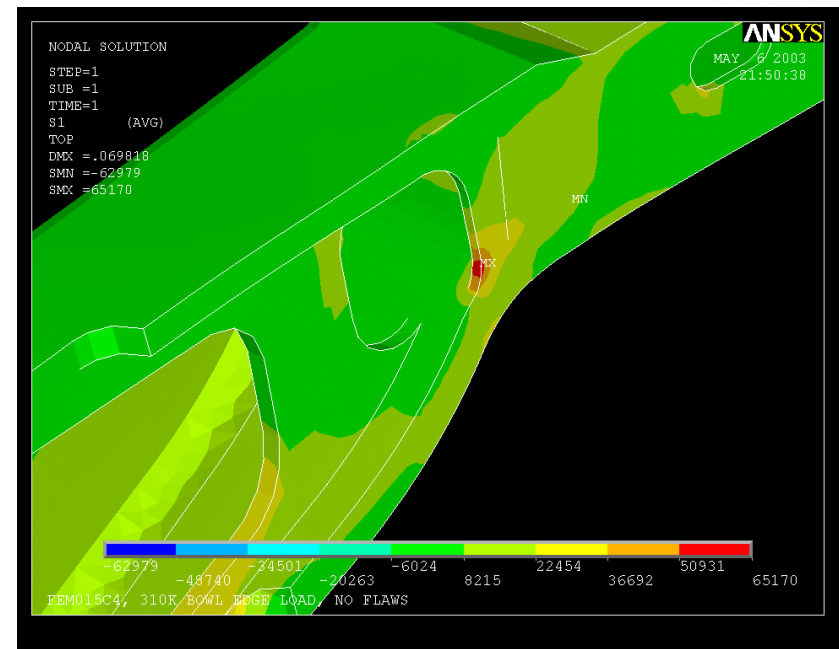 ANSYS
NODAL SOLUTION
MAY 6 2003
21:50:38
STEP=1
SUB =1
TIME=1
S1 (AVG)
TOP
DMX =.069818
SMN =-62979
SMX =65170
MN
MX
-62979 -34501 -6024 22454 50931
-48740 -20263 8215 36692 65170
FEM015C4, 310K BOWL EDGE LOAD, NO FLAWS